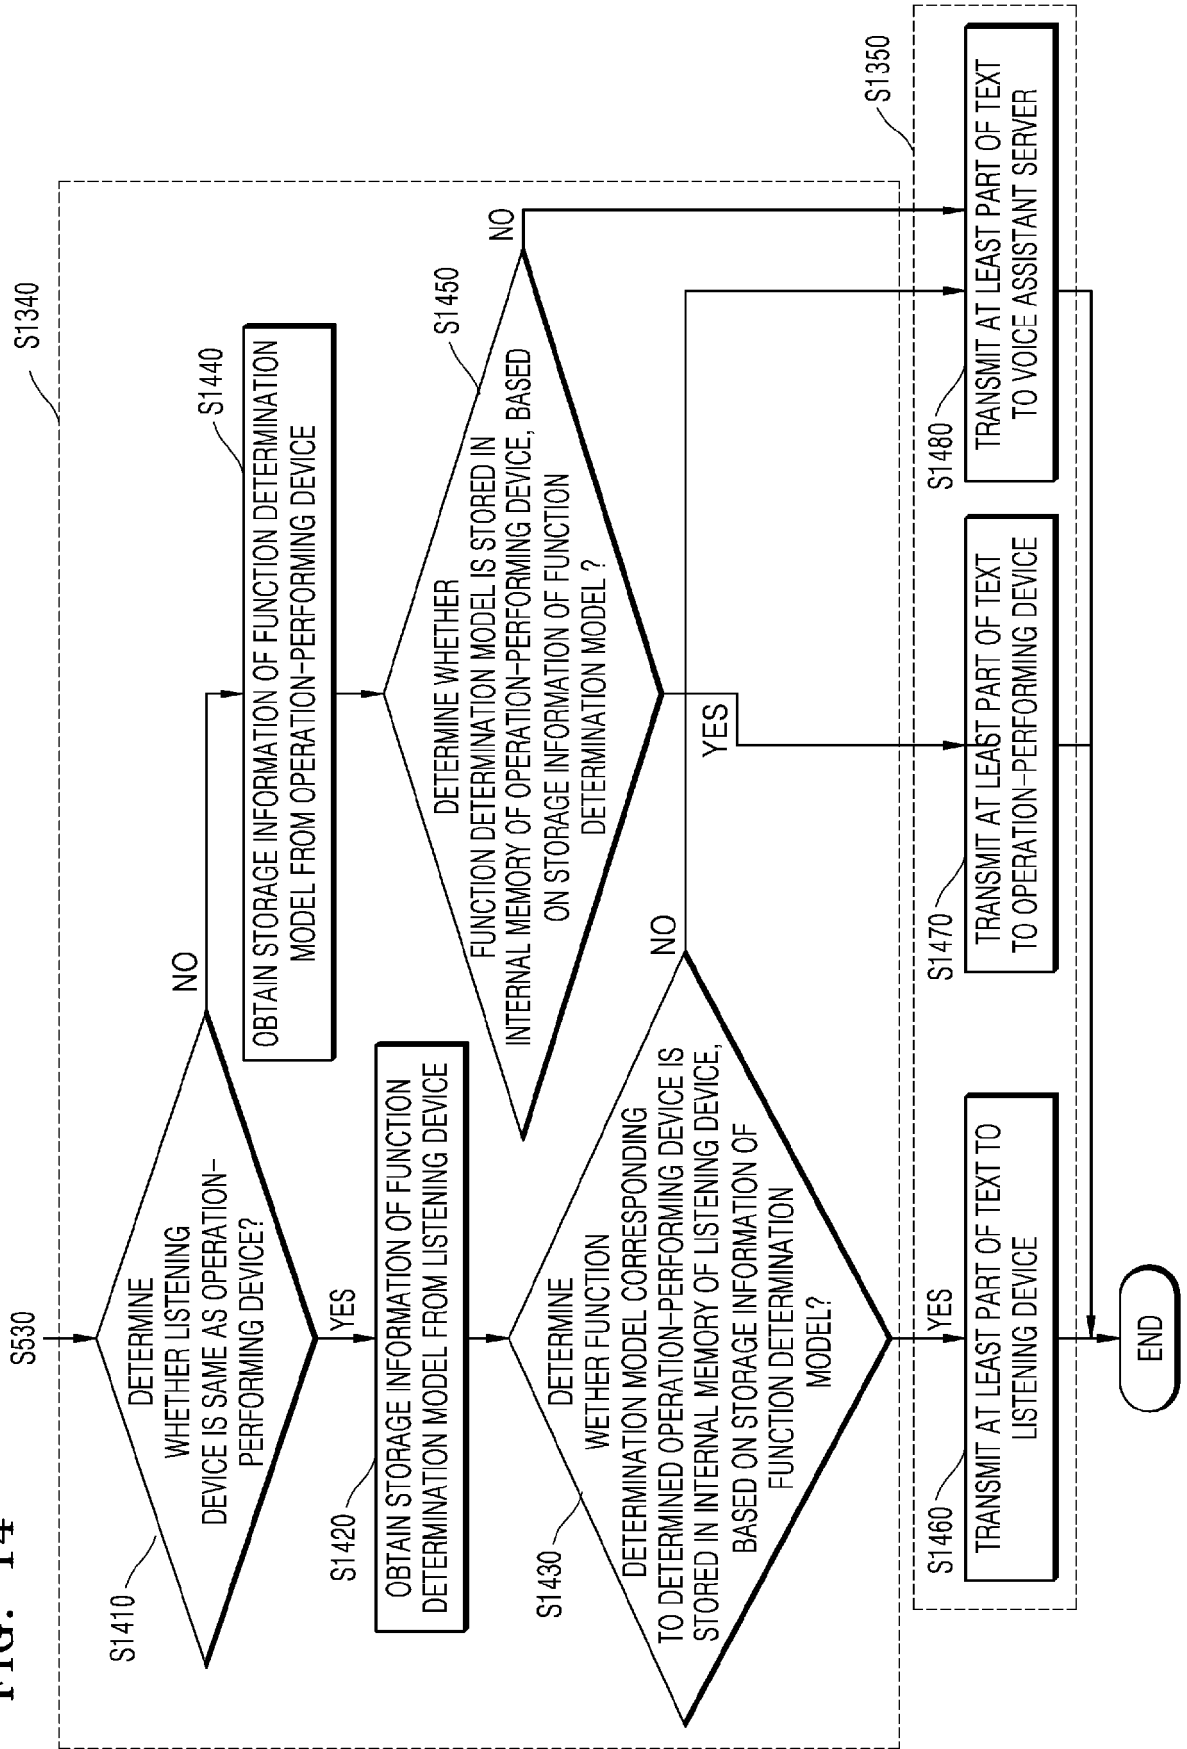 FIG. 14
S530
S1340
S1410
DETERMINE
WHETHER LISTENING
DEVICE IS SAME AS OPERATION-
PERFORMING DEVICE?
NO
YES
S1440
OBTAIN STORAGE INFORMATION OF FUNCTION DETERMINATION
MODEL FROM OPERATION-PERFORMING DEVICE
S1420
OBTAIN STORAGE INFORMATION OF FUNCTION
DETERMINATION MODEL FROM LISTENING DEVICE
S1450
DETERMINE WHETHER
FUNCTION DETERMINATION MODEL IS STORED IN
INTERNAL MEMORY OF OPERATION-PERFORMING DEVICE, BASED
ON STORAGE INFORMATION OF FUNCTION
DETERMINATION MODEL ?
NO
YES
S1430
DETERMINE
WETHER FUNCTION
DETERMINATION MODEL CORRESPONDING
TO DETERMINED OPERATION-PERFORMING DEVICE IS
STORED IN INTERNAL MEMORY OF LISTENING DEVICE,
BASED ON STORAGE INFORMATION OF
FUNCTION DETERMINATION
MODEL?
NO
YES
S1350
S1460
TRANSMIT AT LEAST PART OF TEXT TO
LISTENING DEVICE
S1470
TRANSMIT AT LEAST PART OF TEXT
TO OPERATION-PERFORMING DEVICE
S1480
TRANSMIT AT LEAST PART OF TEXT
TO VOICE ASSISTANT SERVER
END